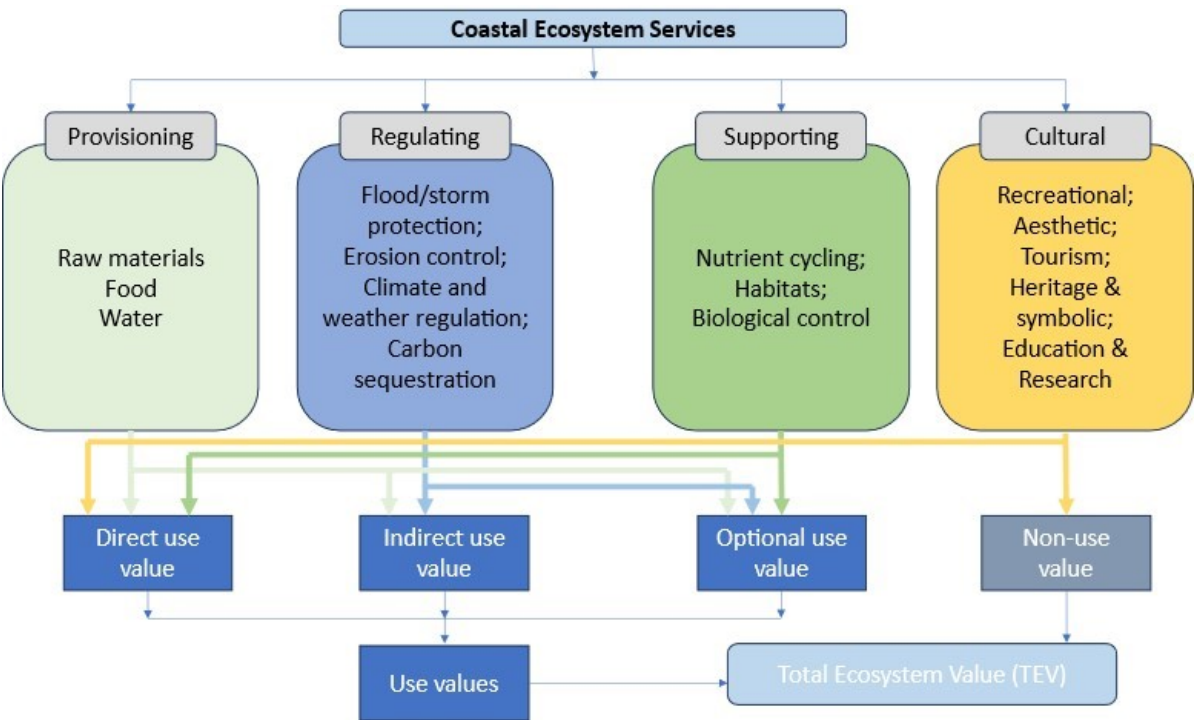 Coastal Ecosystem Services
Provisioning
Regulating
Supporting
Cultural
Raw materials
Food
Water
Flood/storm
protection;
Erosion control;
Climate and
weather regulation;
Carbon
sequestration
Nutrient cycling;
Habitats;
Biological control
Recreational;
Aesthetic;
Tourism;
Heritage &
symbolic;
Education &
Research
Direct use
value
Indirect use
value
Optional use
value
Non-use
value
Use values
Total Ecosystem Value (TEV)